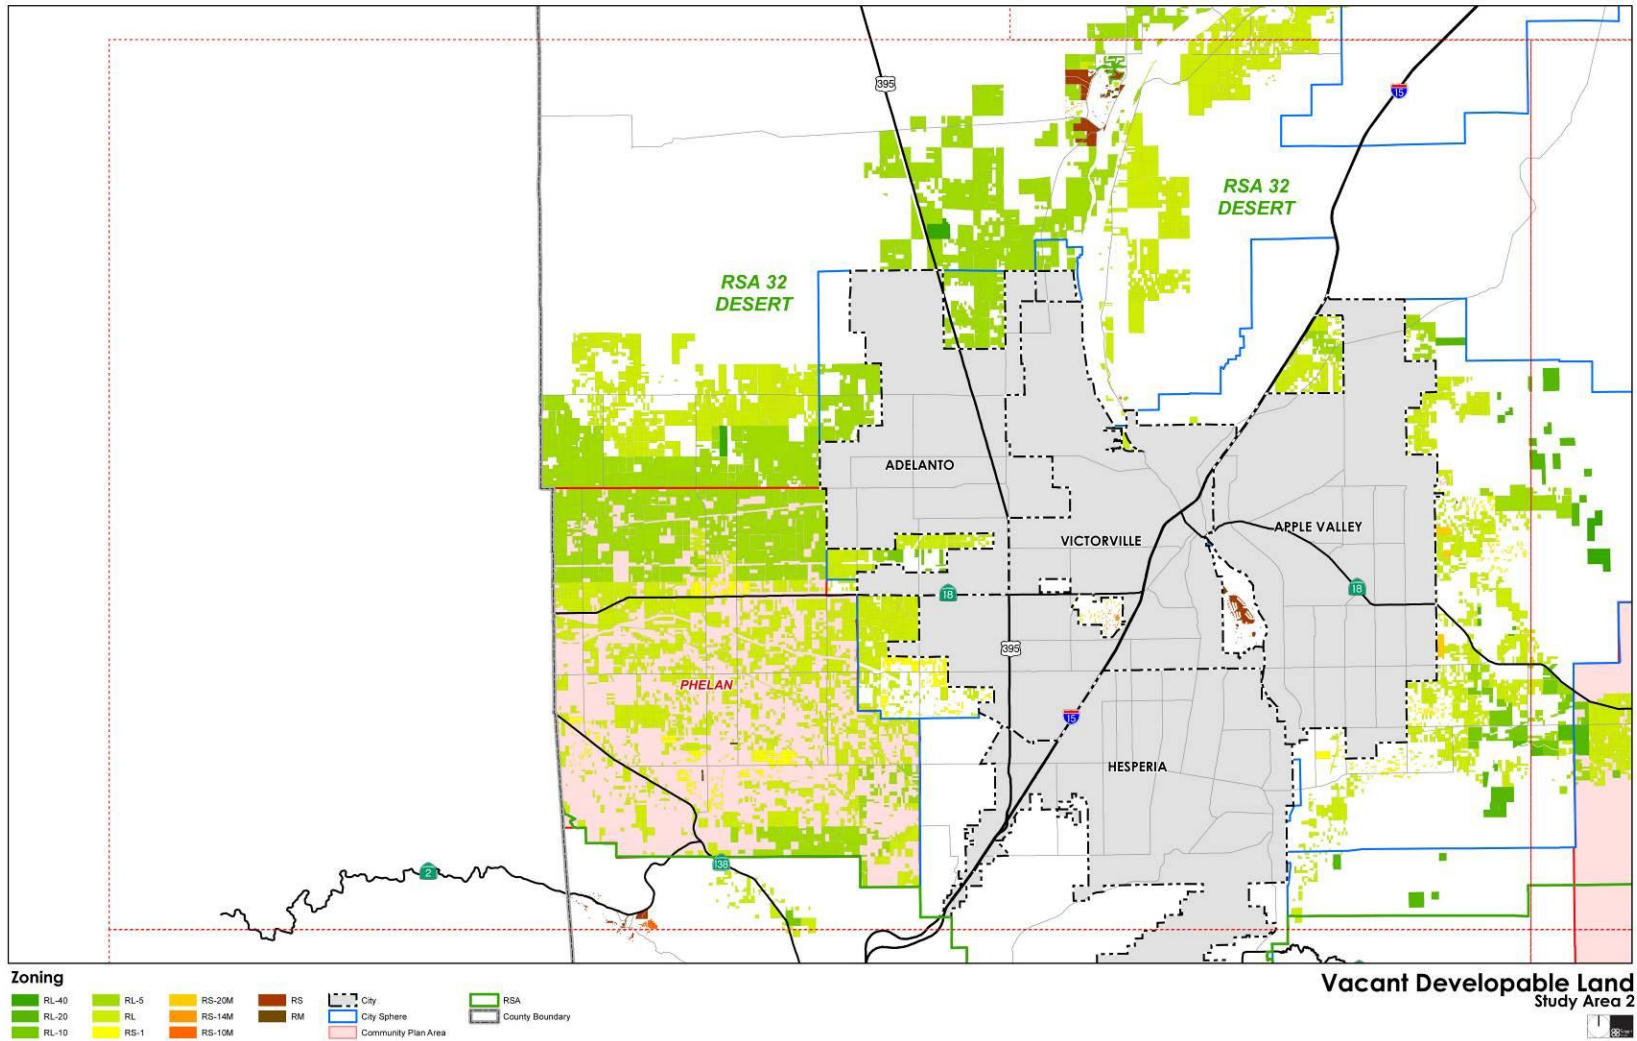 395
15
RSA 32
DESERT
RSA 32
DESERT
ADELANTO
APPLE VALLEY
VICTORVILLE
18
18
395
PHELAN
15
HESPERIA
138
2
Zoning
RL-40
RL-20
RL-10
RL-5
RL
RS-1
RS-20M
RS-14M
RS-10M
RS
RM
City
City Sphere
Community Plan Area
RSA
County Boundary
Vacant Developable Land
Study Area 2